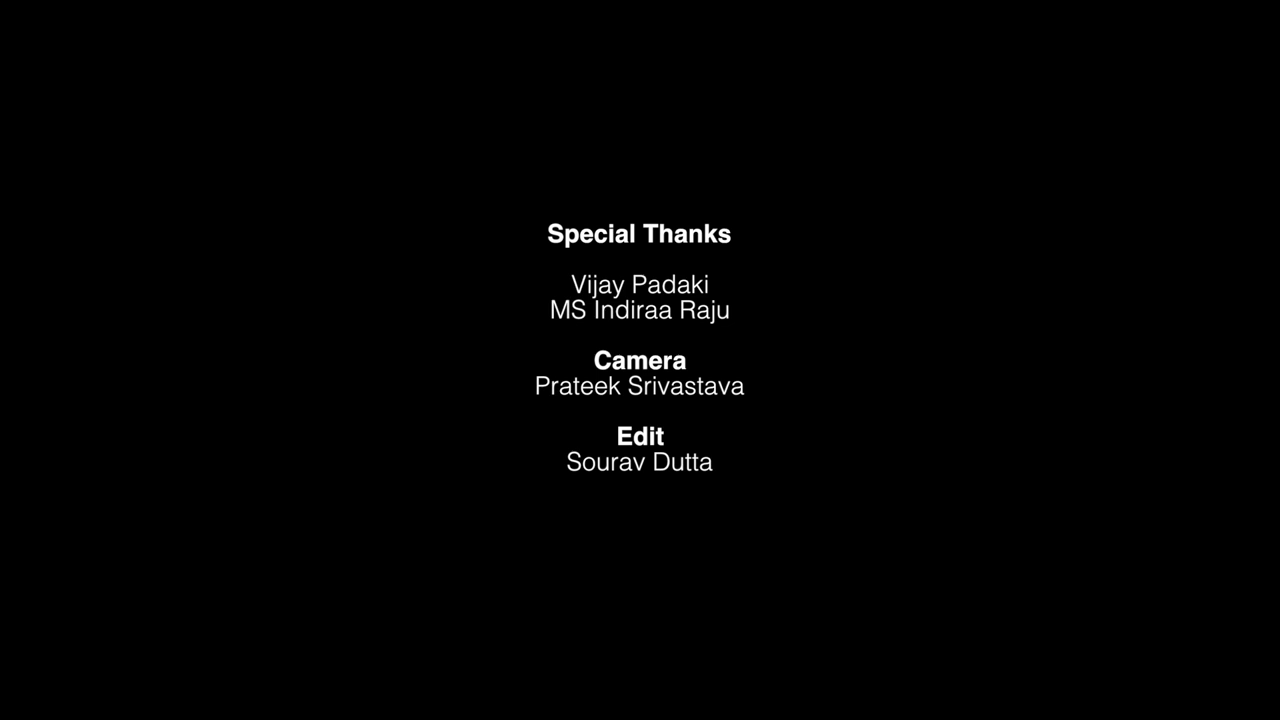 Special Thanks
Vijay Padaki
MS Indiraa Raju
Camera
Prateek Srivastava
Edit
Sourav Dutta